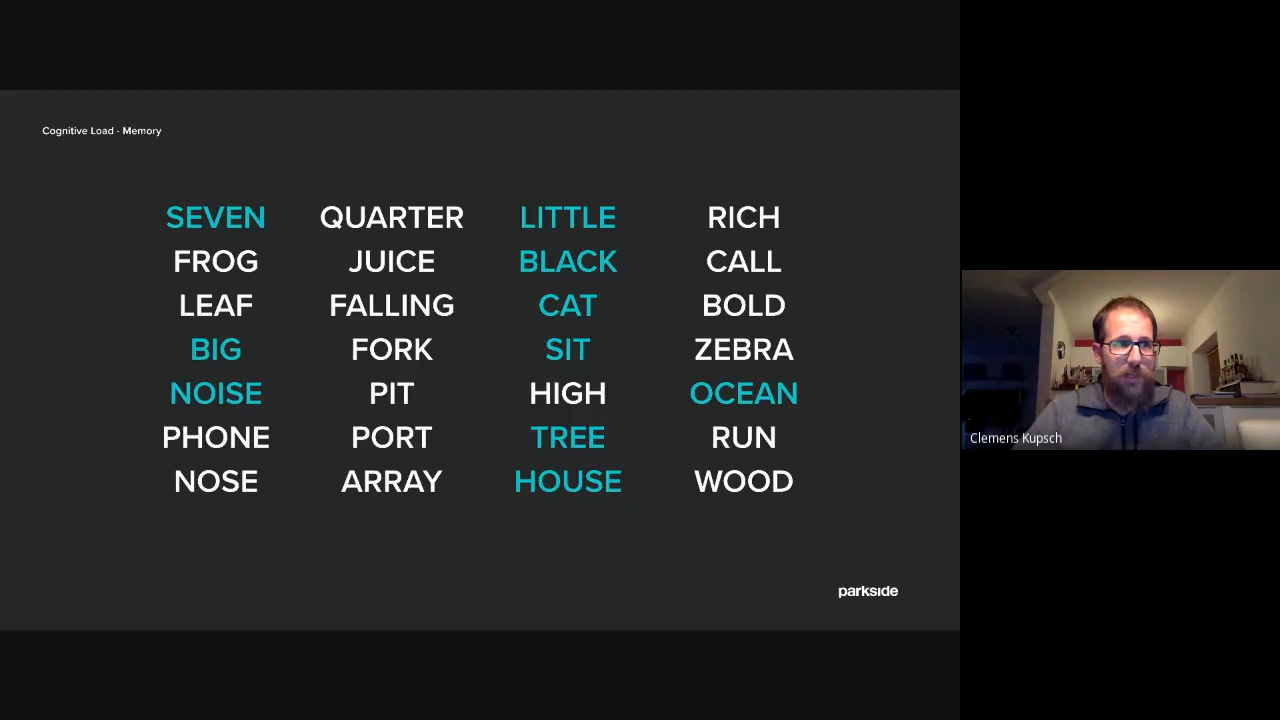 Cognitive Load - Memory
SEVEN QUARTER LITTLE RICH
FROG JUICE BLACK CALL
LEAF FALLING CAT BOLD
BIG FORK SIT ZEBRA
NOISE PIT HIGH OCEAN
PHONE PORT TREE RUN
NOSE ARRAY HOUSE WOOD
parkside
Clemens Kupsch